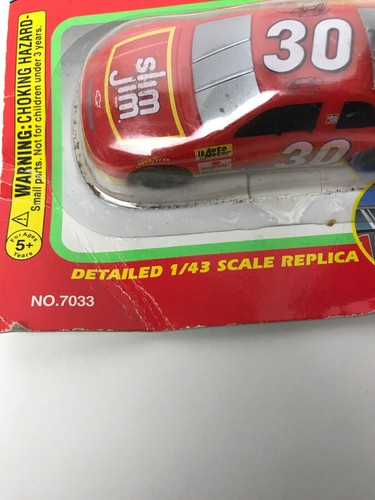 WARNING: CHOKING HAZARD-
Small parts. Not for children under 3 years.
For Ages
5+
Years
slim
Jim
30
30
DETAILED 1/43 SCALE REPLICA
NO.7033